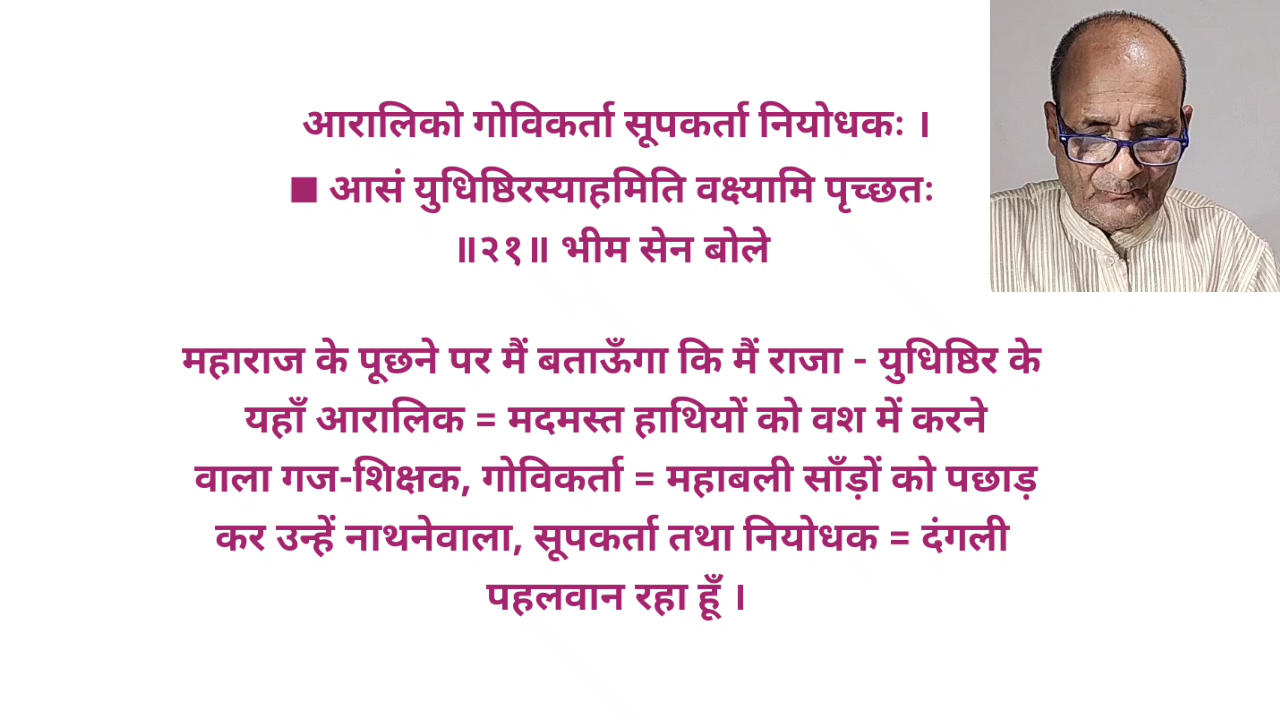 आरालिको गोविकर्ता सूपकर्ता नियोधकः ।
■ आसं युधिष्ठिरस्याहमिति वक्ष्यामि पृच्छतः
॥२१॥ भीम सेन बोले
महाराज के पूछने पर मैं बताऊँगा कि मैं राजा - युधिष्ठिर के
यहाँ आरालिक = मदमस्त हाथियों को वश में करने
वाला गज-शिक्षक, गोविकर्ता = महाबली साँड़ों को पछाड़
कर उन्हें नाथनेवाला, सूपकर्ता तथा नियोधक = दंगली
पहलवान रहा हूँ ।